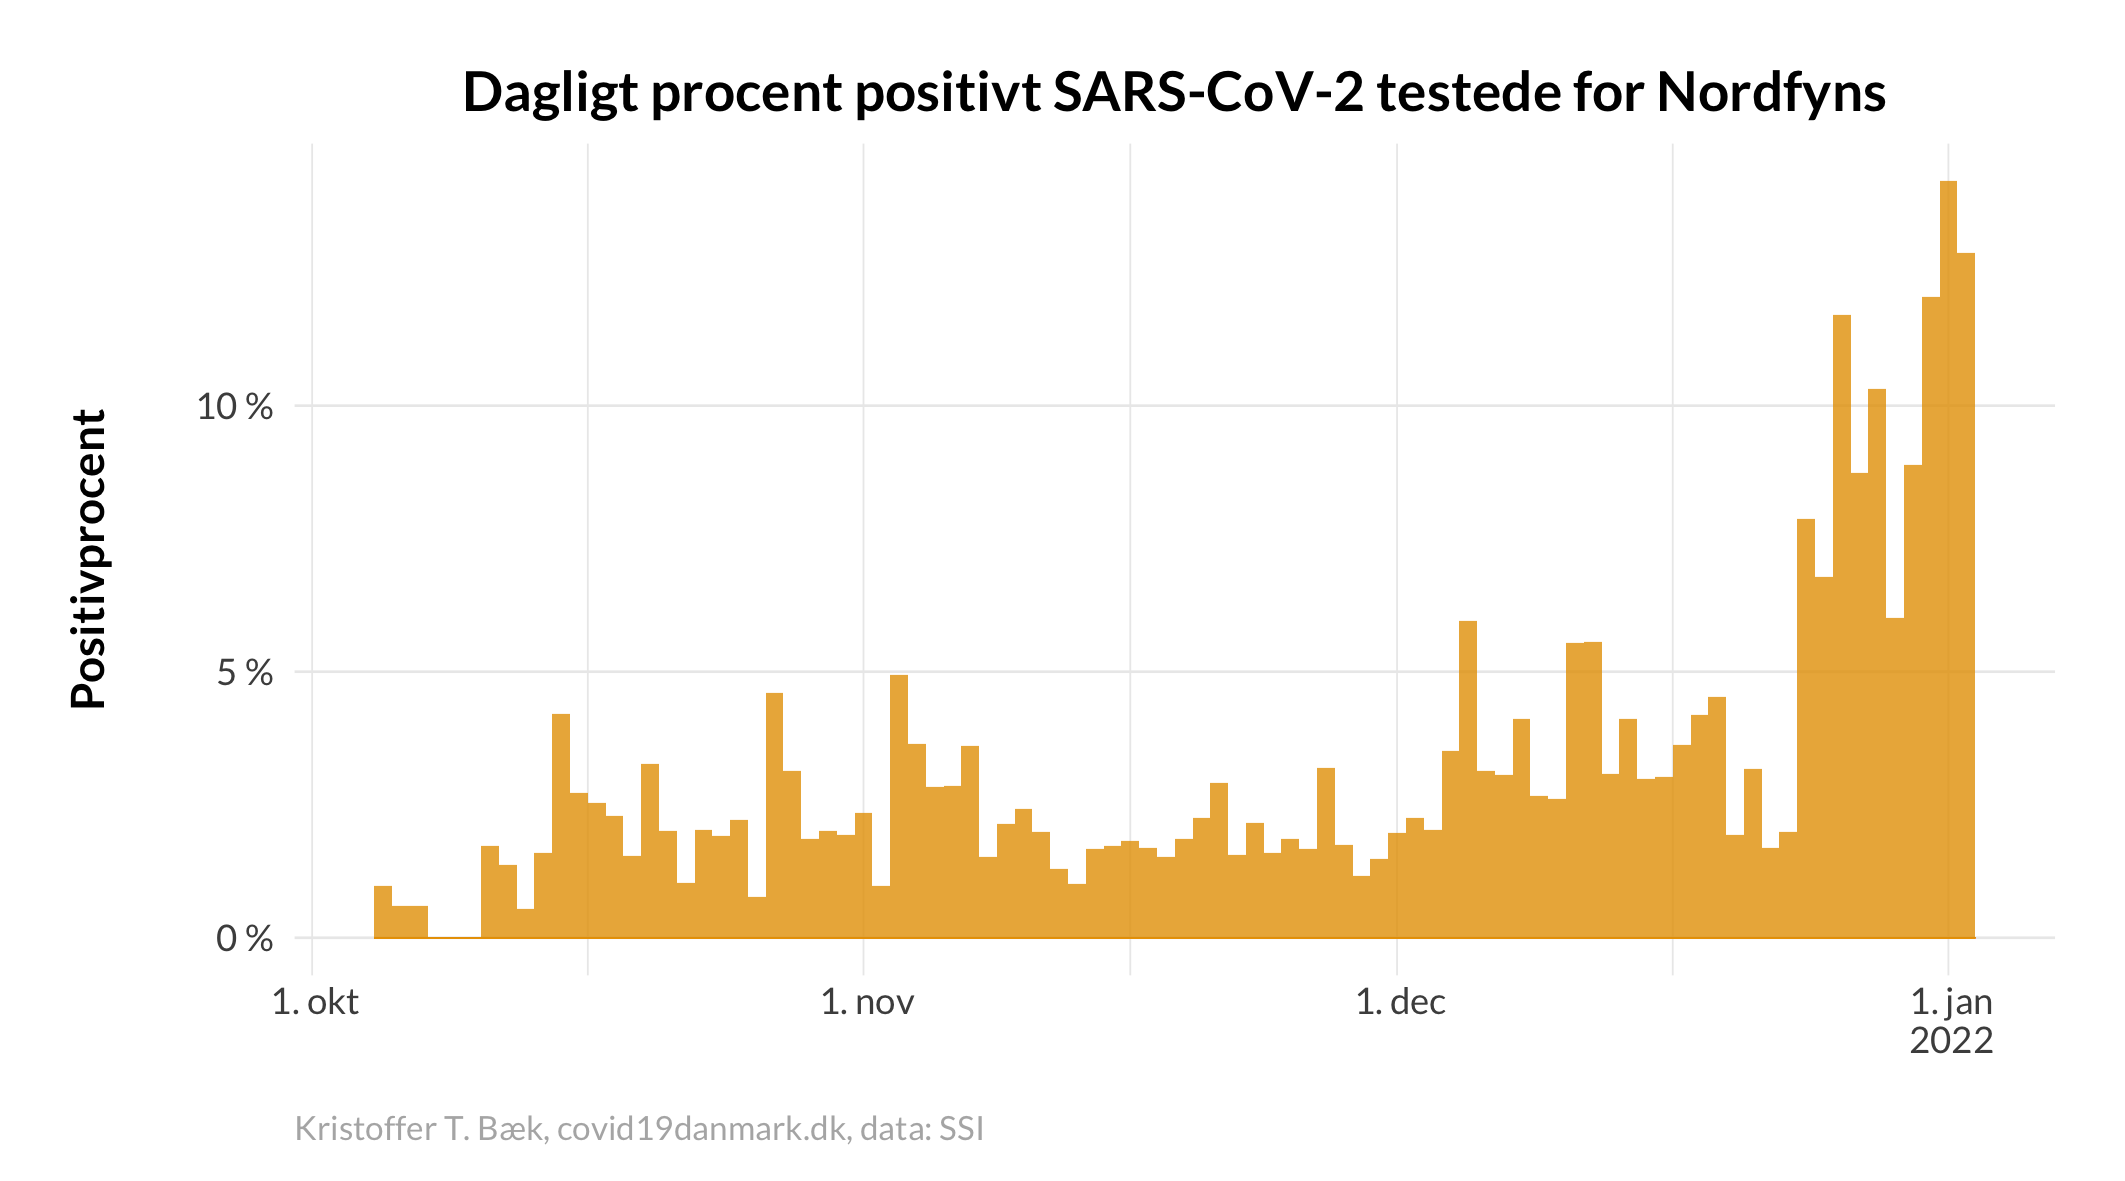 Dagligt procent positivt SARS-CoV-2 testede for Nordfyns
Positivprocent
10 %
5 %
0 %
1. okt
1. nov
1. dec
1. jan
2022
Kristoffer T. Bæk, covid19danmark.dk, data: SSI